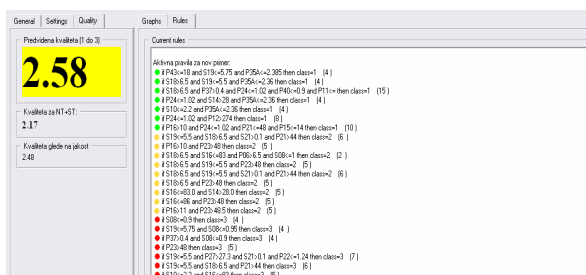 General Settings Quality
Predvidena kvaliteta (1 do 3)
2.58
Kvaliteta za NT+ST:
2.17
Kvaliteta glede na jakost
2.48
Graphs Rules
Current rules
Aktivna pravila za nov primer:
if P43<=18 and S19<=5.75 and P35A<=2.385 then class=1 (4 )
if S18>6.5 and S19<=5.5 and P35A<=2.36 then class=1 (4 )
if S18>6.5 and P37>0.4 and P24<=1.02 and P40<=0.9 and P11<= then class=1 (15 )
if P24<=1.02 and S14>28 and P35A<=2.36 then class=1 (4 )
if S10<=2.2 and P35A<=2.36 then class=1 (4 )
if P24<=1.02 and P12>274 then class=1 (8 )
if P16>10 and P24<=1.02 and P21<=48 and P15<=14 then class=1 (10 )
if S19<=5.5 and S18>6.5 and S21>0.1 and P21>44 then class=2 (6 )
if P16>10 and P23>48 then class=2 (5 )
if S18>6.5 and S16<=83 and P06>6.5 and S08<=1 then class=2 (2 )
if S18>6.5 and S19<=5.5 and P23>48 then class=2 (5 )
if S18>6.5 and S19<=5.5 and S21>0.1 and P21>44 then class=2 (6 )
if S18>6.5 and P23>48 then class=2 (5 )
if S16<=83.0 and S14>28.0 then class=2 (5 )
if S16<=86 and P23>48 then class=2 (5 )
if P16>11 and P23>48.5 then class=2 (5 )
if S08<=0.9 then class=3 (4 )
if S19<=5.75 and S08<=0.95 then class=3 (4 )
if P37>0.4 and S08<=0.9 then class=3 (4 )
if P23>48 then class=3 (5 )
if S19<=5.5 and P27>27.3 and S21>0.1 and P22<=1.24 then class=3 (7 )
if S19<=5.5 and S18>6.5 and P21>44 then class=3 (6 )